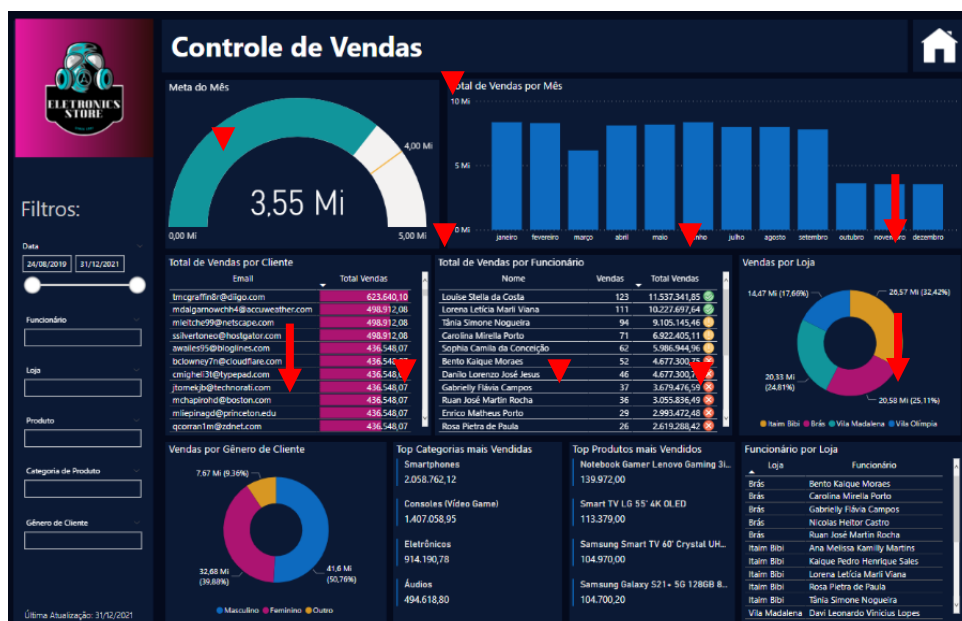 ELETRONICS
STORE
Controle de Vendas
Filtros:
Data
24/08/2019 31/12/2021
Funcionário
Loja
Produto
Categoria de Produto
Gênero de Cliente
Última Atualização: 31/12/2021
Meta do Mês
4,00 Mi
3,55 Mi
0,00 Mi 5,00 Mi
Total de Vendas por Mês
10 Mi
5 Mi
0 Mi
janeiro fevereiro março abril maio julho agosto setembro outubro novembro dezembro
Total de Vendas por Cliente
Email Total Vendas
tmcgraffin8r@diigo.com 623.640,10
mdalgarnowchh4@accuweather.com 498.912,08
mleitche99@netscape.com 498.912,08
sslivertoneo@hostgator.com 498.912,08
awailes95@bloglines.com 436.548,07
bclowney7n@cloudflare.com 436.548,07
cmigheli3t@typepad.com 436.548,07
jtomekjb@technorati.com 436.548,07
mchapirohd@boston.com 436.548,07
mliepinagd@princeton.edu 436.548,07
qcorran1m@zdnet.com 436.548,07
Total de Vendas por Funcionário
Nome Vendas Total Vendas
Louise Stella da Costa 123 11.537.341,85
Lorena Letícia Marli Viana 111 10.227.697,64
Tânia Simone Nogueira 94 9.105.145,46
Carolina Mirella Porto 71 6.922.405,11
Sophia Camila da Conceição 62 5.986.944,96
Bento Kaique Moraes 52 4.677.300,75
Danilo Lorenzo José Jesus 46
Gabrielly Flávia Campos 37 3.679.476,59
Ruan José Martin Rocha 36 3.055.836,49
Enrico Matheus Porto 29 2.993.472,48
Rosa Pietra de Paula 26 2.619.288,42
Vendas por Loja
14,47 Mi (17,66%)
26,57 Mi (32,42%)
20,33 Mi
(24,81%)
20,58 Mi (25,11%)
Itaim Bibi Brás Vila Madalena Vila Olímpia
Vendas por Gênero de Cliente
7,67 Mi (9,36%)
32,68 Mi
(39,88%)
41,6 Mi
(50,76%)
Masculino Feminino Outro
Top Categorias mais Vendidas
Smartphones
2.058.762,12
Consoles (Vídeo Game)
1.407.058,95
Eletrônicos
914.190,78
Áudios
494.618,80
Top Produtos mais Vendidos
Notebook Gamer Lenovo Gaming 3i...
139.972,00
Smart TV LG 55' 4K OLED
113.379,00
Samsung Smart TV 60' Crystal UH...
104.970,00
Samsung Galaxy S21+ 5G 128GB 8...
104.700,20
Funcionário por Loja
Loja Funcionário
Brás Bento Kaique Moraes
Brás Carolina Mirella Porto
Brás Gabrielly Flávia Campos
Brás Nicolas Heitor Castro
Brás Ruan José Martin Rocha
Itaim Bibi Ana Melissa Kamilly Martins
Itaim Bibi Kaique Pedro Henrique Sales
Itaim Bibi Lorena Letícia Marli Viana
Itaim Bibi Rosa Pietra de Paula
Itaim Bibi Tânia Simone Nogueira
Vila Madalena Davi Leonardo Vinicius Lopes